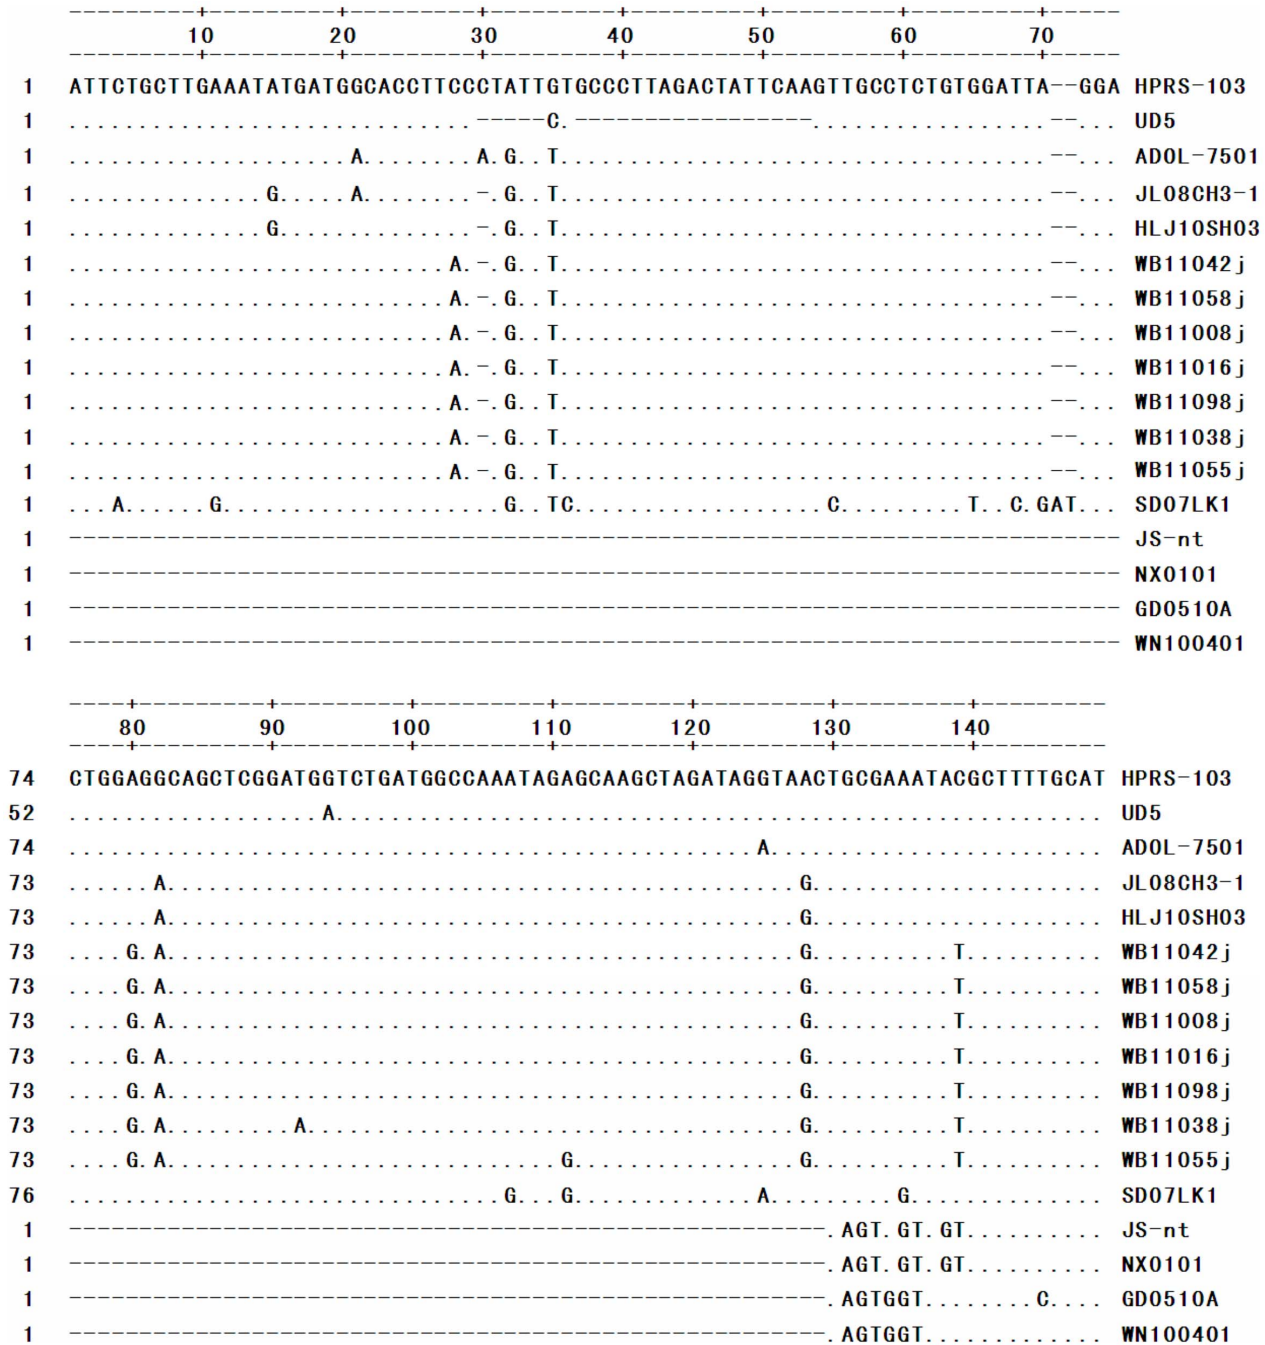 ---------+---------+---------+---------+---------+---------+---------+-----
10 20 30 40 50 60 70
---------+---------+---------+---------+---------+---------+---------+-----
1 ATTCTGCTTGAAATATGATGGCACCTTCCCTATTGTGCCCTTAGACTATTCAAGTTGCCTCTGTGGATTA--GGA HPRS-103
1 .............................-----C.-----------------.................--... UD5
1 ....................A........A.G..T...................................--... ADOL-7501
1 ..............G.....A........-.G..T...................................--... JL08CH3-1
1 ..............G..............-.G..T...................................--... HLJ10SH03
1 ...........................A.-.G..T...................................--... WB11042j
1 ...........................A.-.G..T...................................--... WB11058j
1 ...........................A.-.G..T...................................--... WB11008j
1 ...........................A.-.G..T...................................--... WB11016j
1 ...........................A.-.G..T...................................--... WB11098j
1 ...........................A.-.G..T...................................--... WB11038j
1 ...........................A.-.G..T...................................--... WB11055j
1 ...A......G....................G..TC..................C.........T..C.GAT... SD07LK1
1 --------------------------------------------------------------------------- JS-nt
1 --------------------------------------------------------------------------- NX0101
1 --------------------------------------------------------------------------- GD0510A
1 --------------------------------------------------------------------------- WN100401
----+---------+---------+---------+---------+---------+---------+---------
80 90 100 110 120 130 140
----+---------+---------+---------+---------+---------+---------+---------
74 CTGGAGGCAGCTCGGATGGTCTGATGGCCAAATAGAGCAAGCTAGATAGGTAACTGCGAAATACGCTTTTGCAT HPRS-103
52 ..................A....................................................... UD5
74 .................................................A........................ ADOL-7501
73 ......A.............................................G..................... JL08CH3-1
73 ......A.............................................G..................... HLJ10SH03
73 ....G.A.............................................G..........T.......... WB11042j
73 ....G.A.............................................G..........T.......... WB11058j
73 ....G.A.............................................G..........T.......... WB11008j
73 ....G.A.............................................G..........T.......... WB11016j
73 ....G.A.............................................G..........T.......... WB11098j
73 ....G.A.........A...................................G..........T.......... WB11038j
73 ....G.A............................G................G..........T.......... WB11055j
76 ...............................G...G.............A.........G.............. SD07LK1
1 ------------------------------------------------------.AGT.GT.GT.......... JS-nt
1 ------------------------------------------------------.AGT.GT.GT.......... NX0101
1 ------------------------------------------------------.AGTGGT........C.... GD0510A
1 ------------------------------------------------------.AGTGGT............. WN100401